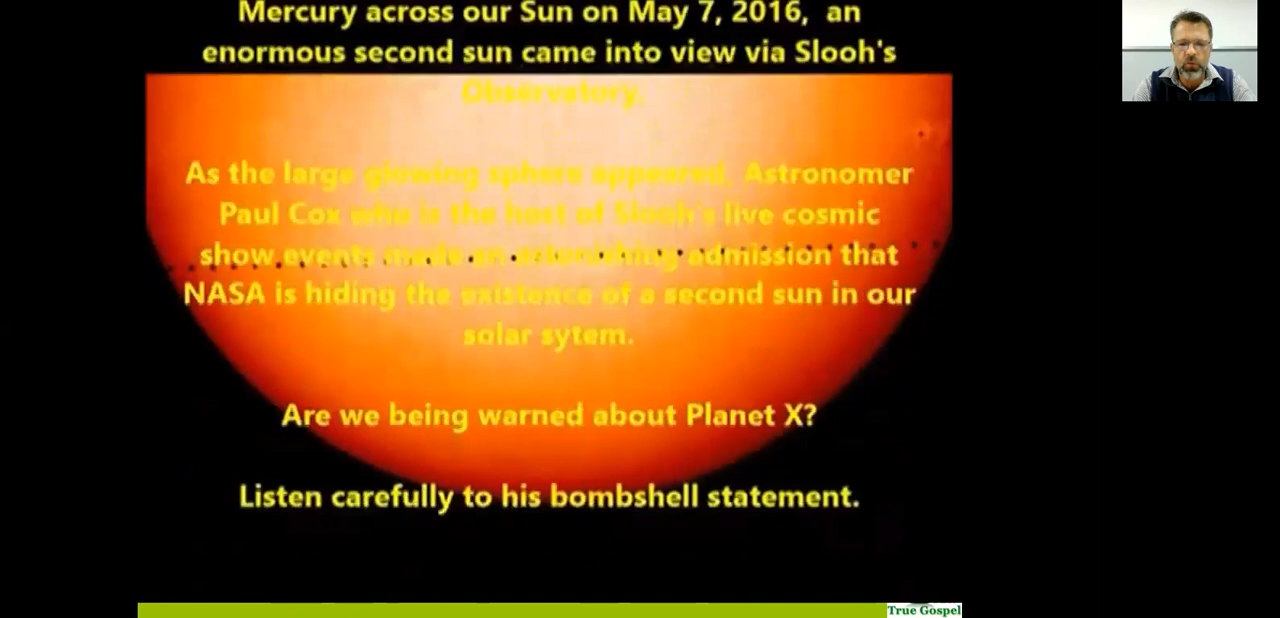 Mercury across our Sun on May 7, 2016, an
enormous second sun came into view via Slooh's
Observatory.
As the large glowing sphere appeared, Astronomer
Paul Cox who is the host of Slooh's live cosmic
show events made an astonishing admission that
NASA is hiding the existence of a second sun in our
solar sytem.
Are we being warned about Planet X?
Listen carefully to his bombshell statement.
True Gospel